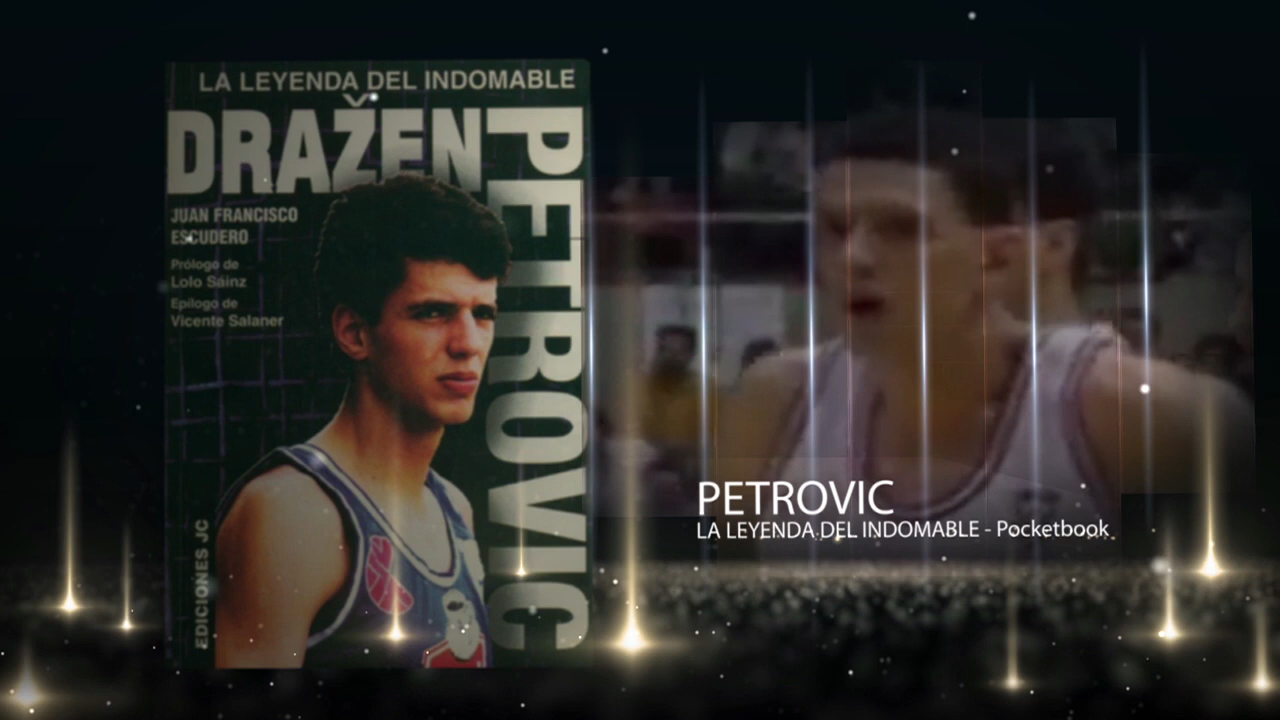 LA LEYENDA DEL INDOMABLE
DRAŽEN
PETROVIC
JUAN FRANCISCO
ESCUDERO
Prólogo de
Lolo Sáinz
Epílogo de
Vicente Salaner
EDICIONES JC
PETROVIC
LA LEYENDA DEL INDOMABLE - Pocketbook